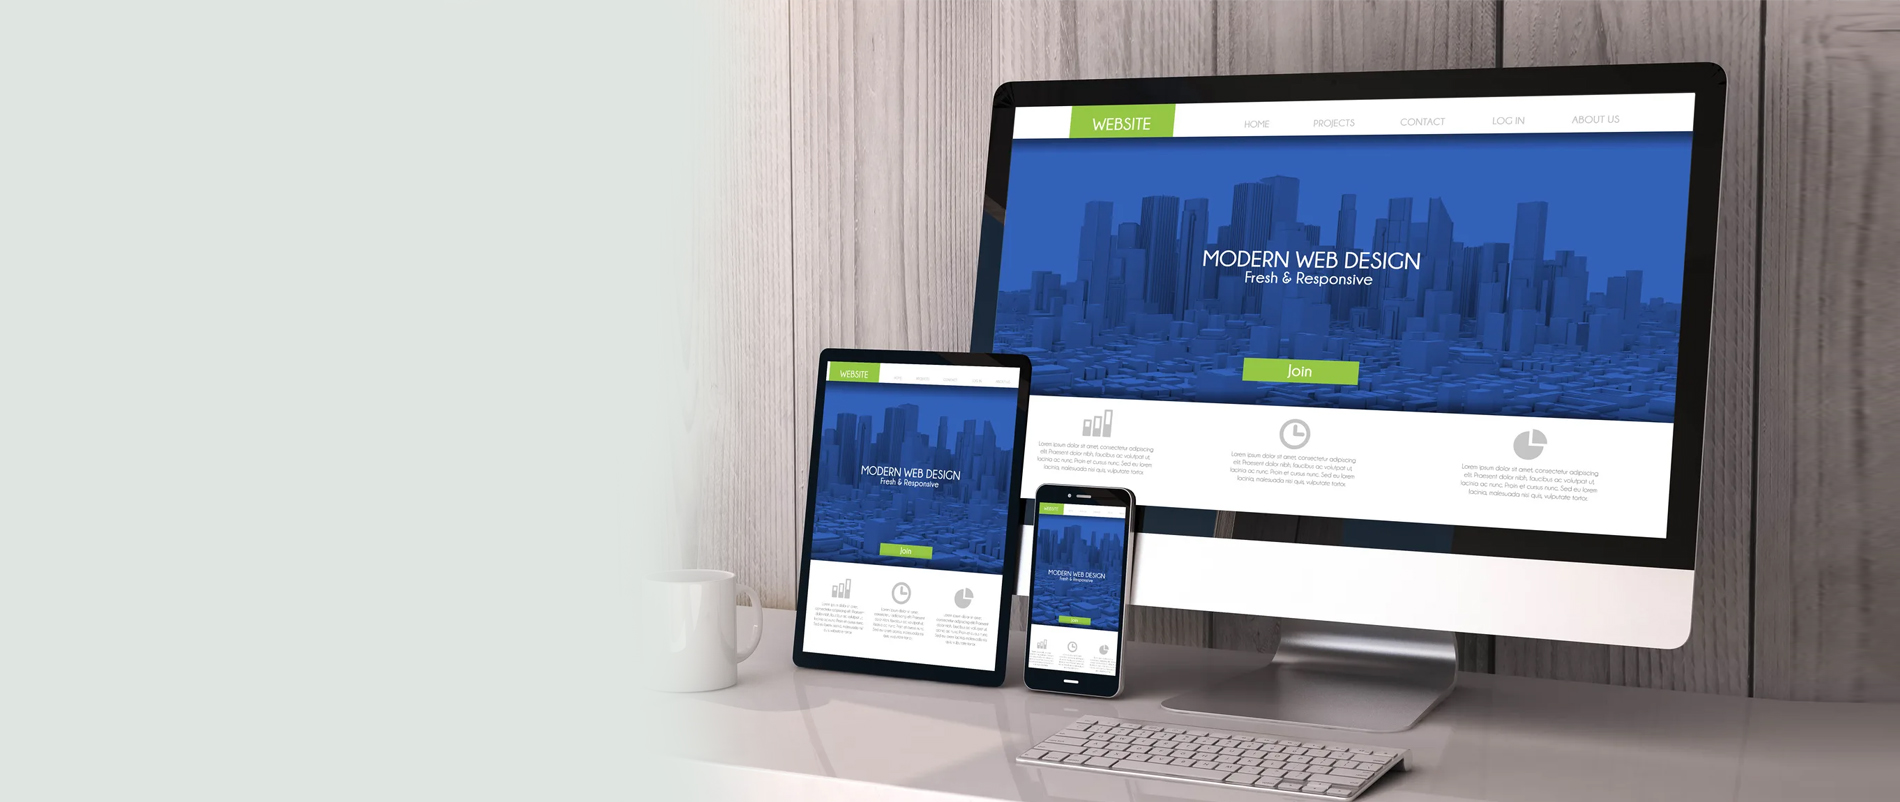 WEBSITE
HOME
PROJECTS
CONTACT
LOG IN
ABOUT US
MODERN WEB DESIGN
Fresh & Responsive
Join
Lorem ipsum dolor sit amet, consectetur adipiscing
elit. Praesent dolor nibh, faucibus ac volutpat ut,
lacinia ac nunc. Proin et cursus nunc. Sed eu lorem
lacinia, malesuada nisi quis, vulputate tortor.
Lorem ipsum dolor sit amet, consectetur adipiscing
elit. Praesent dolor nibh, faucibus ac volutpat ut,
lacinia ac nunc. Proin et cursus nunc. Sed eu lorem
lacinia, malesuada nisi quis, vulputate tortor.
Lorem ipsum dolor sit amet, consectetur adipiscing
elit. Praesent dolor nibh, faucibus ac volutpat ut,
lacinia ac nunc. Proin et cursus nunc. Sed eu lorem
lacinia, malesuada nisi quis, vulputate tortor.
WEBSITE
MODERN WEB DESIGN
Fresh & Responsive
Join
WEBSITE
MODERN WEB DESIGN
Fresh & Responsive
Join